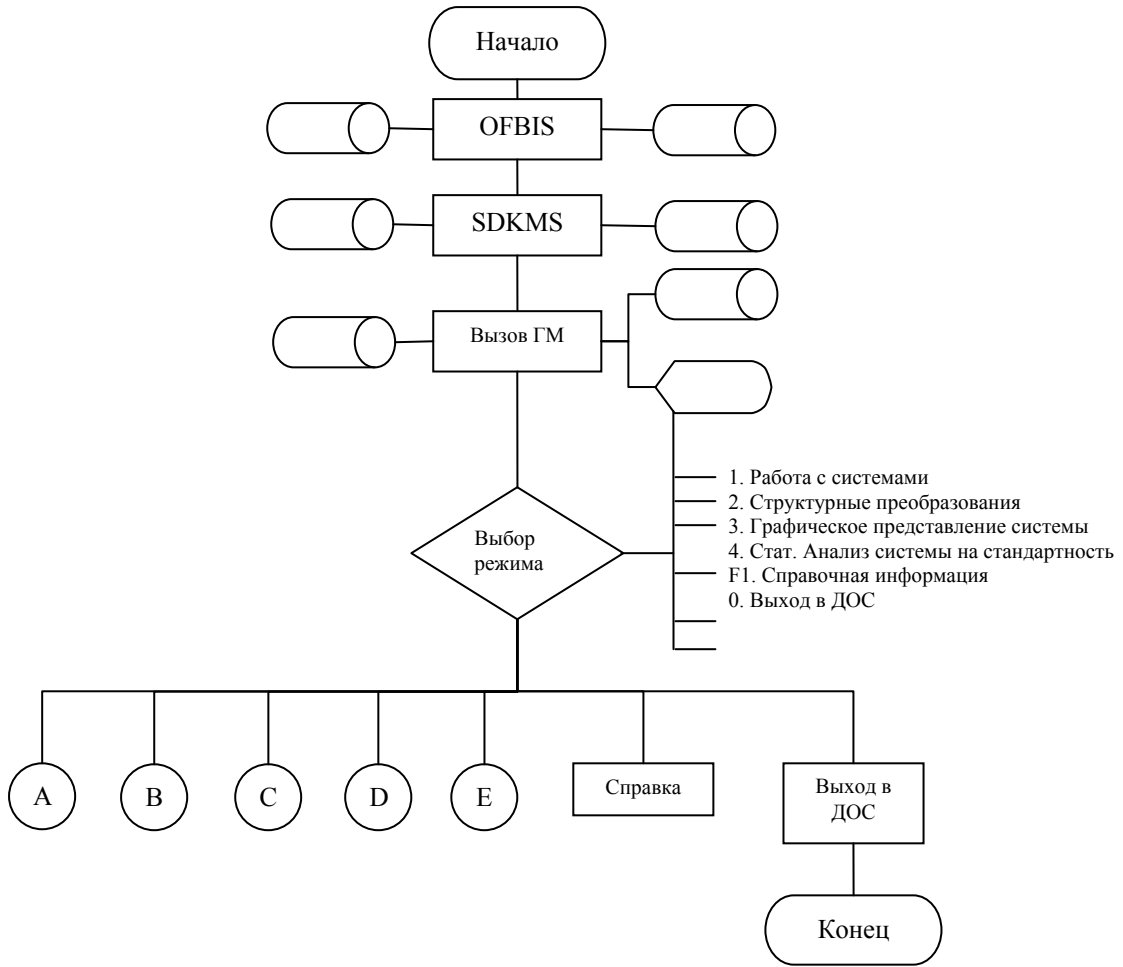 Начало
OFBIS
SDKMS
Вызов ГМ
1. Работа с системами
2. Структурные преобразования
3. Графическое представление системы
4. Стат. Анализ системы на стандартность
F1. Справочная информация
0. Выход в ДОС
Выбор
режима
A
B
C
D
E
Справка
Выход в
ДОС
Конец